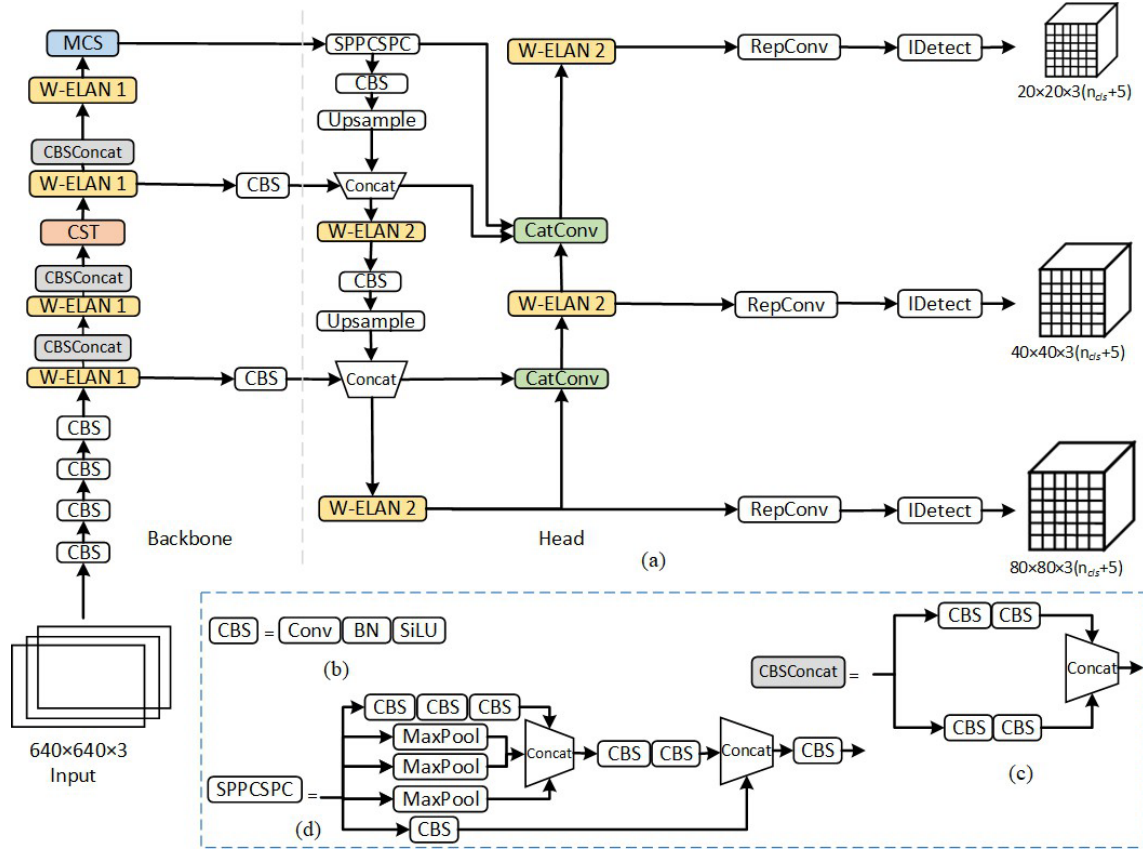 MCS
SPPCSPC
W-ELAN 2
RepConv
IDetect
W-ELAN 1
CBS
20×20×3(n_cls+5)
Upsample
CBSConcat
W-ELAN 1
CBS
Concat
CST
W-ELAN 2
CatConv
CBSConcat
CBS
W-ELAN 1
W-ELAN 2
RepConv
IDetect
Upsample
CBSConcat
40×40×3(n_cls+5)
W-ELAN 1
CBS
Concat
CatConv
CBS
CBS
CBS
W-ELAN 2
RepConv
IDetect
CBS
Backbone
Head
(a)
80×80×3(n_cls+5)
640×640×3
Input
CBS = Conv BN SiLU
(b)
CBSConcat =
CBS CBS
Concat
CBS CBS
(c)
SPPCSPC =
CBS CBS CBS
MaxPool
MaxPool
MaxPool
CBS
Concat
CBS CBS
Concat
CBS
(d)